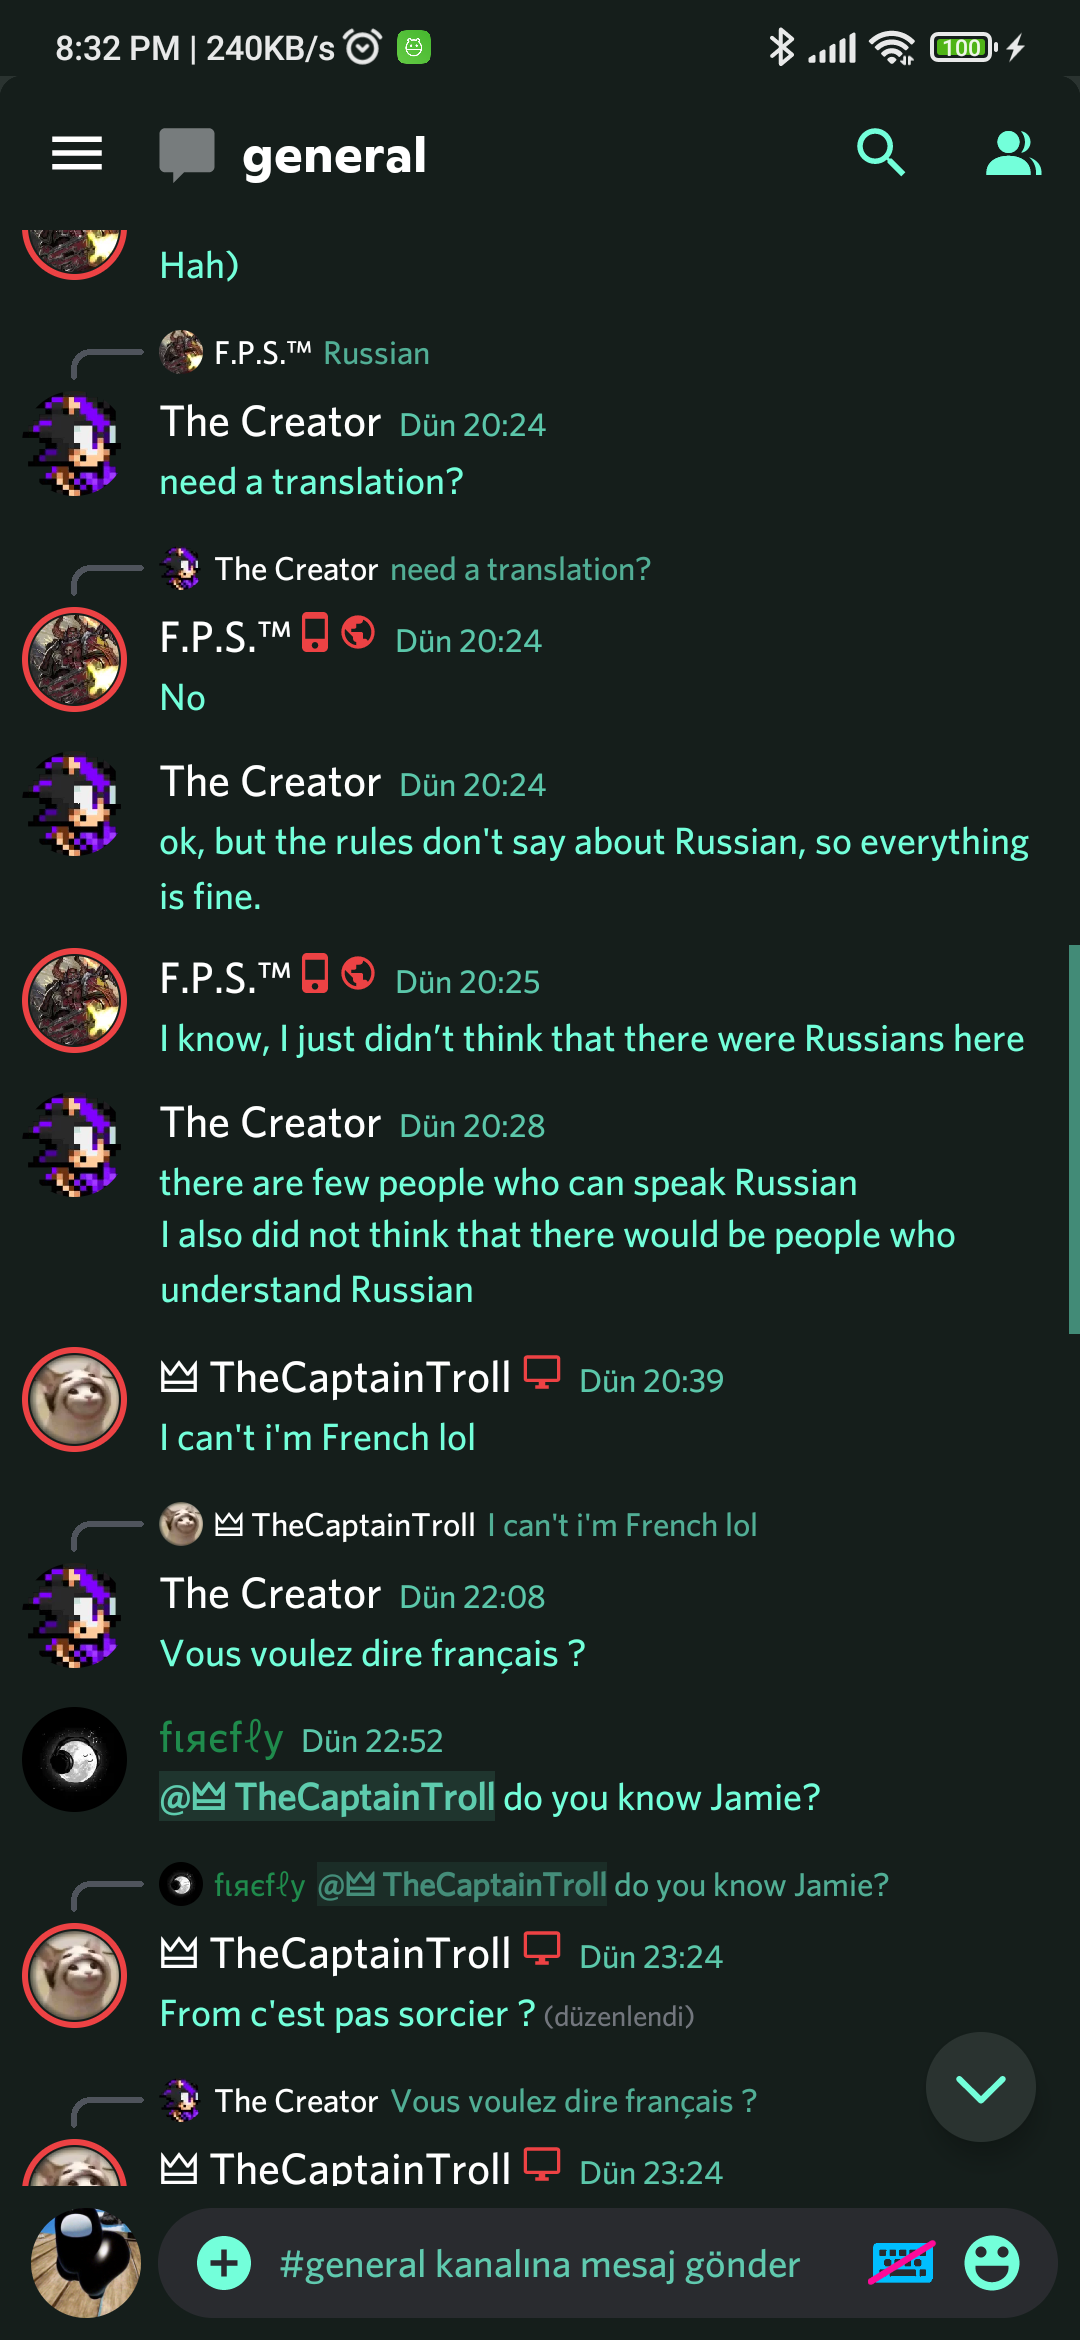 8:32 PM | 240KB/s
100
general
Hah)
F.P.S.™ Russian
The Creator Dün 20:24
need a translation?
The Creator need a translation?
F.P.S.™ Dün 20:24
No
The Creator Dün 20:24
ok, but the rules don't say about Russian, so everything
is fine.
F.P.S.™ Dün 20:25
I know, I just didn’t think that there were Russians here
The Creator Dün 20:28
there are few people who can speak Russian
I also did not think that there would be people who
understand Russian
TheCaptainTroll Dün 20:39
I can't i'm French lol
TheCaptainTroll I can't i'm French lol
The Creator Dün 22:08
Vous voulez dire français ?
fιяєfℓy Dün 22:52
@TheCaptainTroll do you know Jamie?
fιяєfℓy @TheCaptainTroll do you know Jamie?
TheCaptainTroll Dün 23:24
From c'est pas sorcier ? (düzenlendi)
The Creator Vous voulez dire français ?
TheCaptainTroll Dün 23:24
#general kanalına mesaj gönder